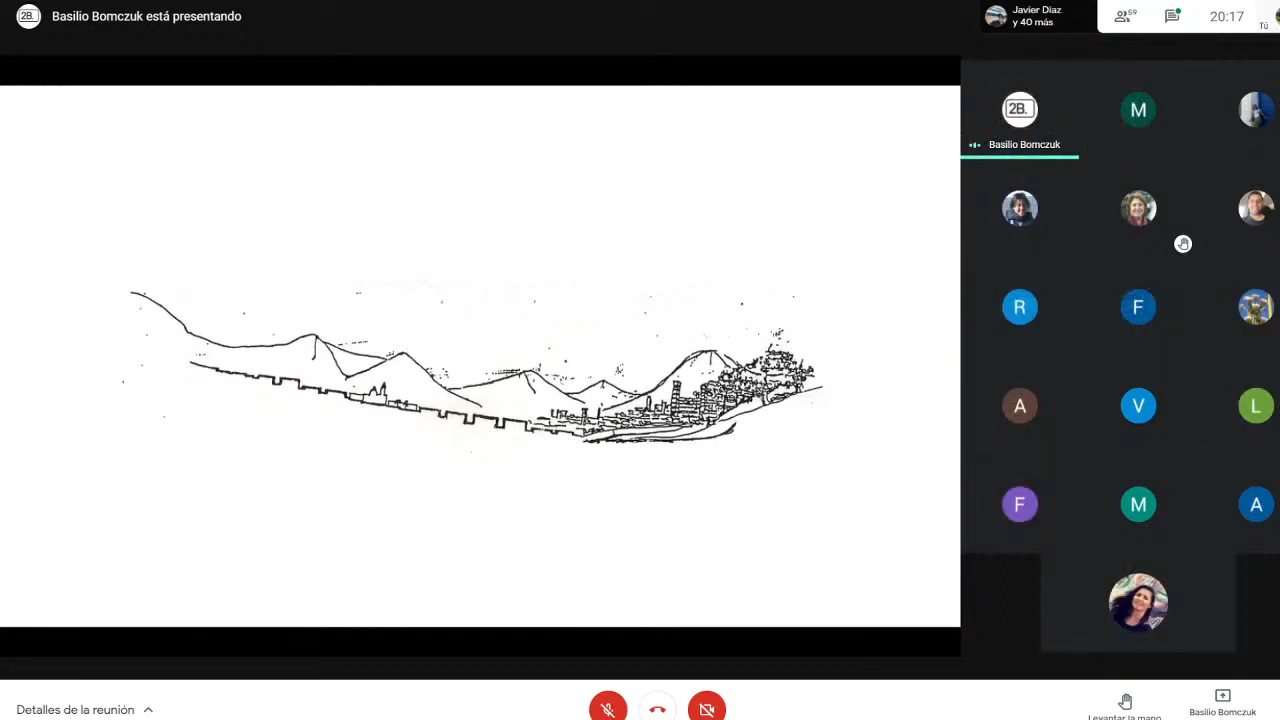 2B.
Basilio Bomczuk está presentando
Javier Diaz
y 40 más
59
20:17
Tú
2B.
M
Basilio Bomczuk
R
F
A
V
L
F
M
A
Detalles de la reunión
Levantar la mano
Basilio Bomczuk